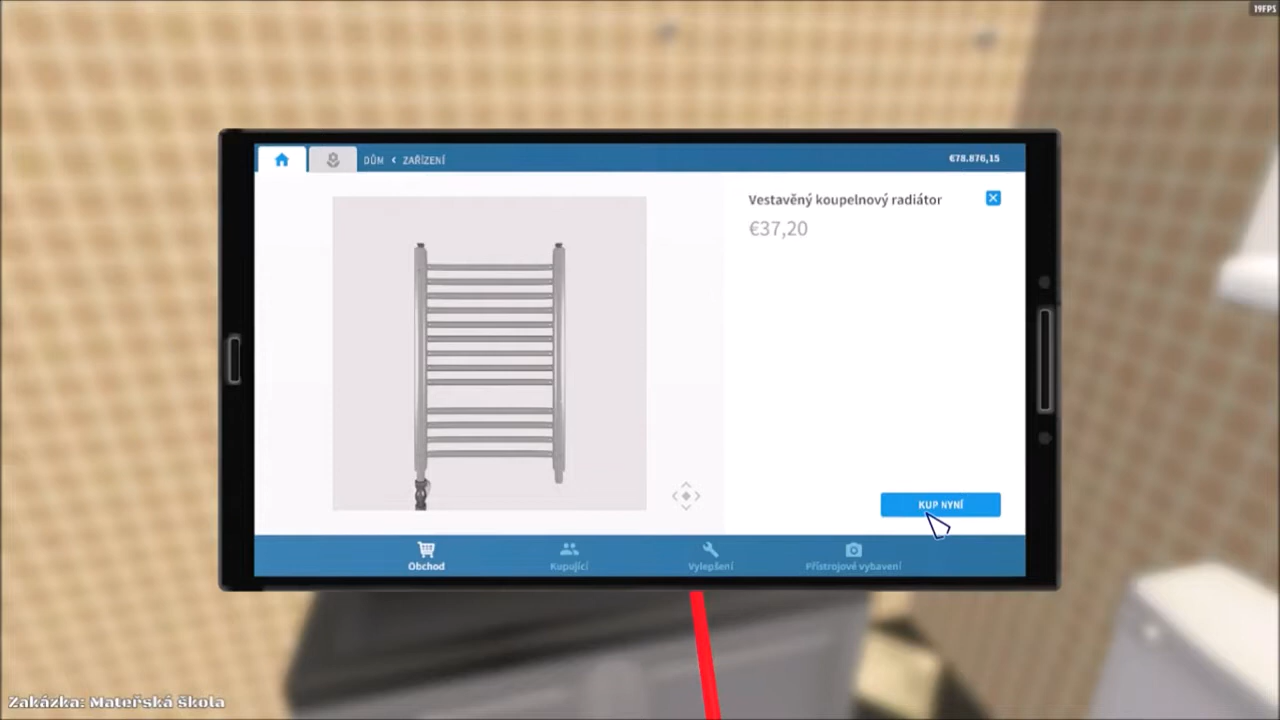 19FPS
DŮM < ZAŘÍZENÍ
€78.876,15
Vestavěný koupelnový radiátor
€37,20
KUP NYNÍ
Obchod
Kupující
Vylepšení
Přístrojové vybavení
Zakázka: Mateřská škola